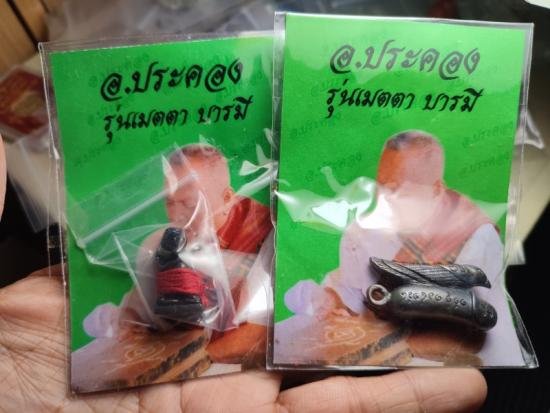 อ.ประคอง
รุ่นเมตตา บารมี
อ.ประคอง
รุ่นเมตตา บารมี